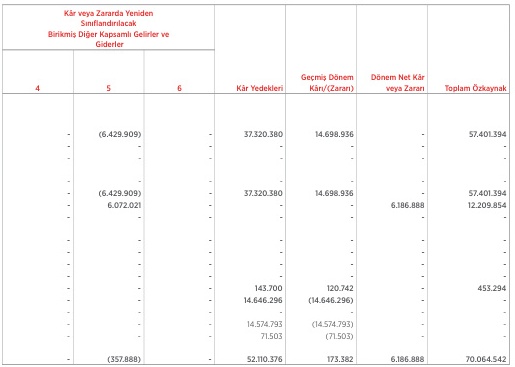 Kâr veya Zararda Yeniden
Sınıflandırılacak
Birikmiş Diğer Kapsamlı Gelirler ve
Giderler
4 5 6 Kâr Yedekleri Geçmiş Dönem Kârı/(Zararı) Dönem Net Kâr veya Zararı Toplam Özkaynak
- (6.429.909) - 37.320.380 14.698.936 - 57.401.394
- - - - - - -
- - - - - - -
- - - - - - -
- (6.429.909) - 37.320.380 14.698.936 - 57.401.394
- 6.072.021 - - - 6.186.888 12.209.854
- - - - - - -
- - - - - - -
- - - - - - -
- - - - - - -
- - - - - - -
- - - 143.700 120.742 - 453.294
- - - 14.646.296 (14.646.296) - -
- - - - - - -
- - - 14.574.793 (14.574.793) - -
- - - 71.503 (71.503) - -
- (357.888) - 52.110.376 173.382 6.186.888 70.064.542